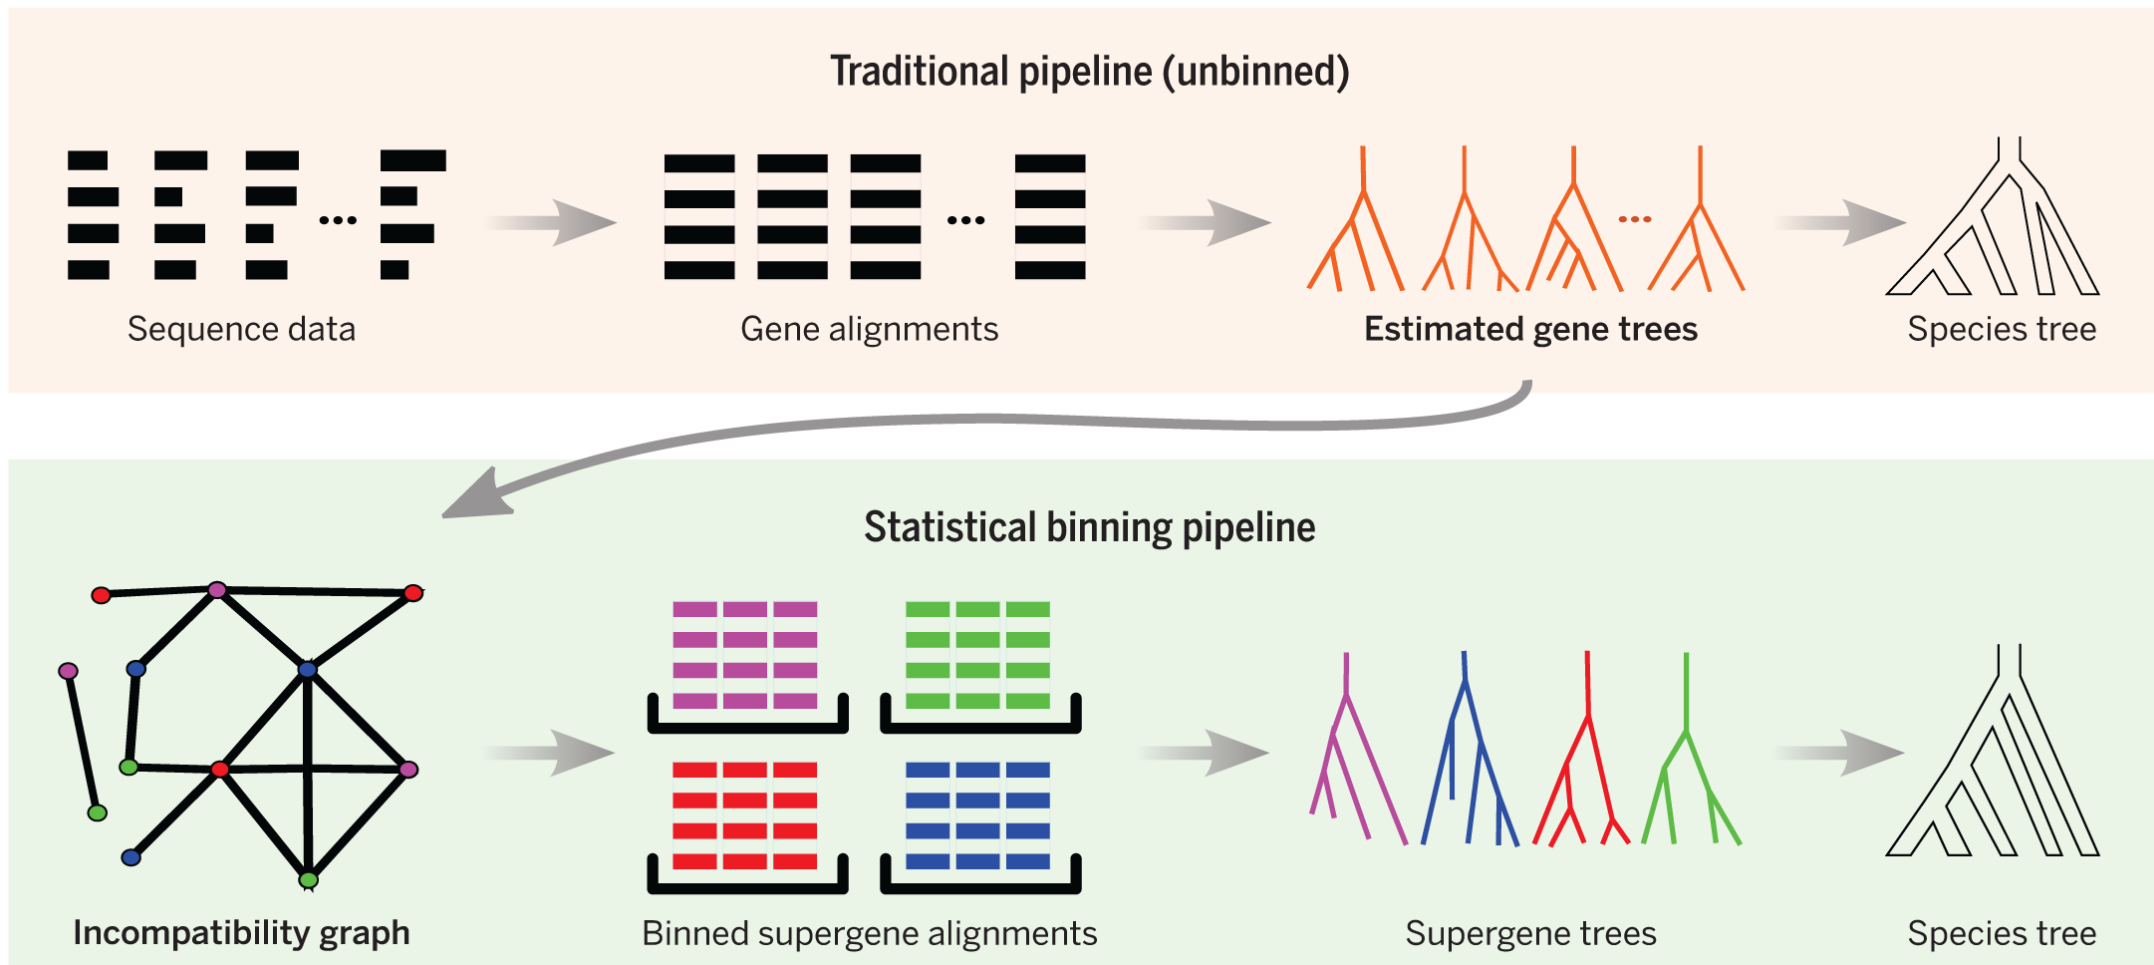 Traditional pipeline (unbinned)
Sequence data
Gene alignments
Estimated gene trees
Species tree
Statistical binning pipeline
Incompatibility graph
Binned supergene alignments
Supergene trees
Species tree